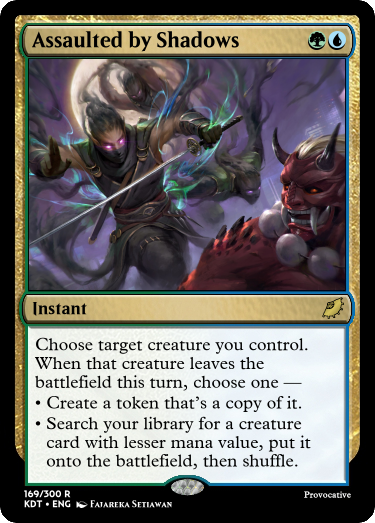 Assaulted by Shadows
Instant
Choose target creature you control.
When that creature leaves the
battlefield this turn, choose one —
• Create a token that's a copy of it.
• Search your library for a creature
card with lesser mana value, put it
onto the battlefield, then shuffle.
169/300 R
KDT • ENG Fajareka Setiawan
Provocative